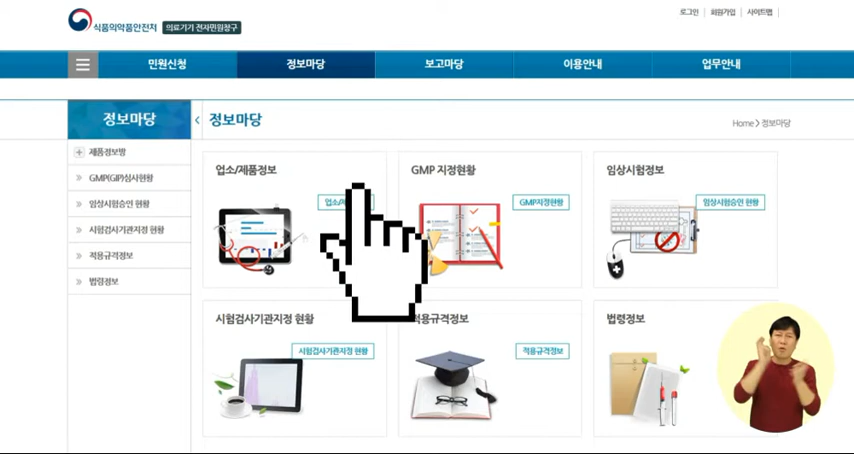 로그인 회원가입 사이트맵
식품의약품안전처 의료기기 전자민원창구
민원신청 정보마당 보고마당 이용안내 업무안내
정보마당
정보마당
Home > 정보마당
제품정보방
GMP(GIP)심사현황
임상시험승인 현황
시험검사기관지정 현황
적용규격정보
법령정보
업소/제품정보
GMP 지정현황
GMP지정현황
임상시험정보
임상시험승인 현황
시험검사기관지정 현황
시험검사기관지정 현황
적용규격정보
적용규격정보
법령정보